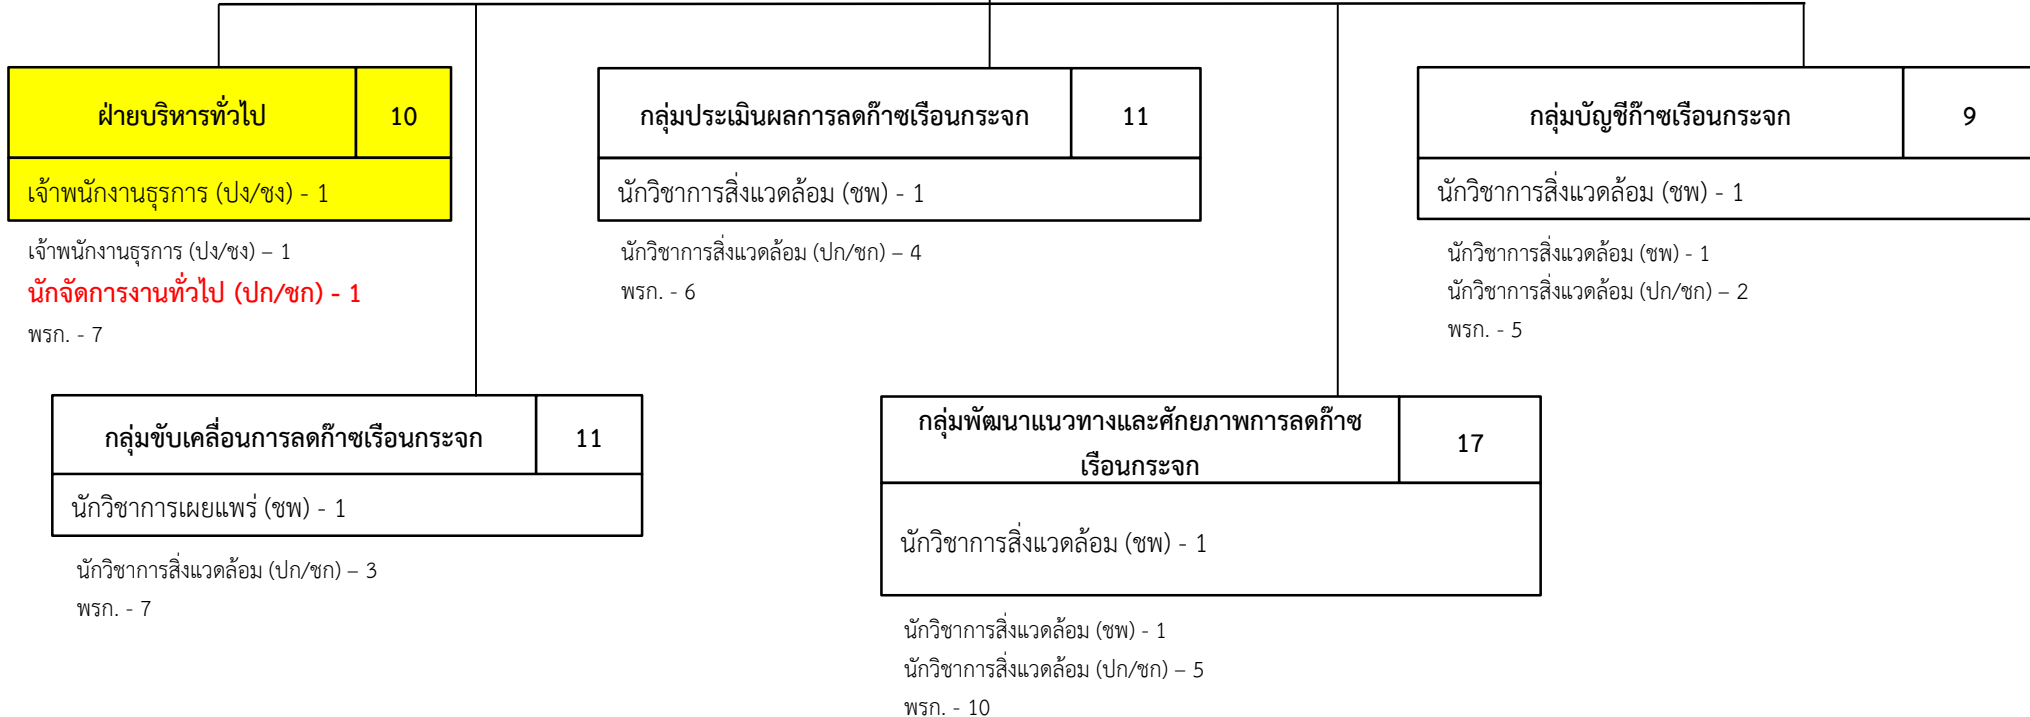 ฝ่ายบริหารทั่วไป 10
เจ้าพนักงานธุรการ (ปง/ชง) - 1
เจ้าพนักงานธุรการ (ปง/ชง) – 1
นักจัดการงานทั่วไป (ปก/ชก) - 1
พรก. - 7
กลุ่มประเมินผลการลดก๊าซเรือนกระจก 11
นักวิชาการสิ่งแวดล้อม (ชพ) - 1
นักวิชาการสิ่งแวดล้อม (ปก/ชก) – 4
พรก. - 6
กลุ่มบัญชีก๊าซเรือนกระจก 9
นักวิชาการสิ่งแวดล้อม (ชพ) - 1
นักวิชาการสิ่งแวดล้อม (ชพ) - 1
นักวิชาการสิ่งแวดล้อม (ปก/ชก) – 2
พรก. - 5
กลุ่มขับเคลื่อนการลดก๊าซเรือนกระจก 11
นักวิชาการเผยแพร่ (ชพ) - 1
นักวิชาการสิ่งแวดล้อม (ปก/ชก) – 3
พรก. - 7
กลุ่มพัฒนาแนวทางและศักยภาพการลดก๊าซ
เรือนกระจก 17
นักวิชาการสิ่งแวดล้อม (ชพ) - 1
นักวิชาการสิ่งแวดล้อม (ชพ) - 1
นักวิชาการสิ่งแวดล้อม (ปก/ชก) – 5
พรก. - 10